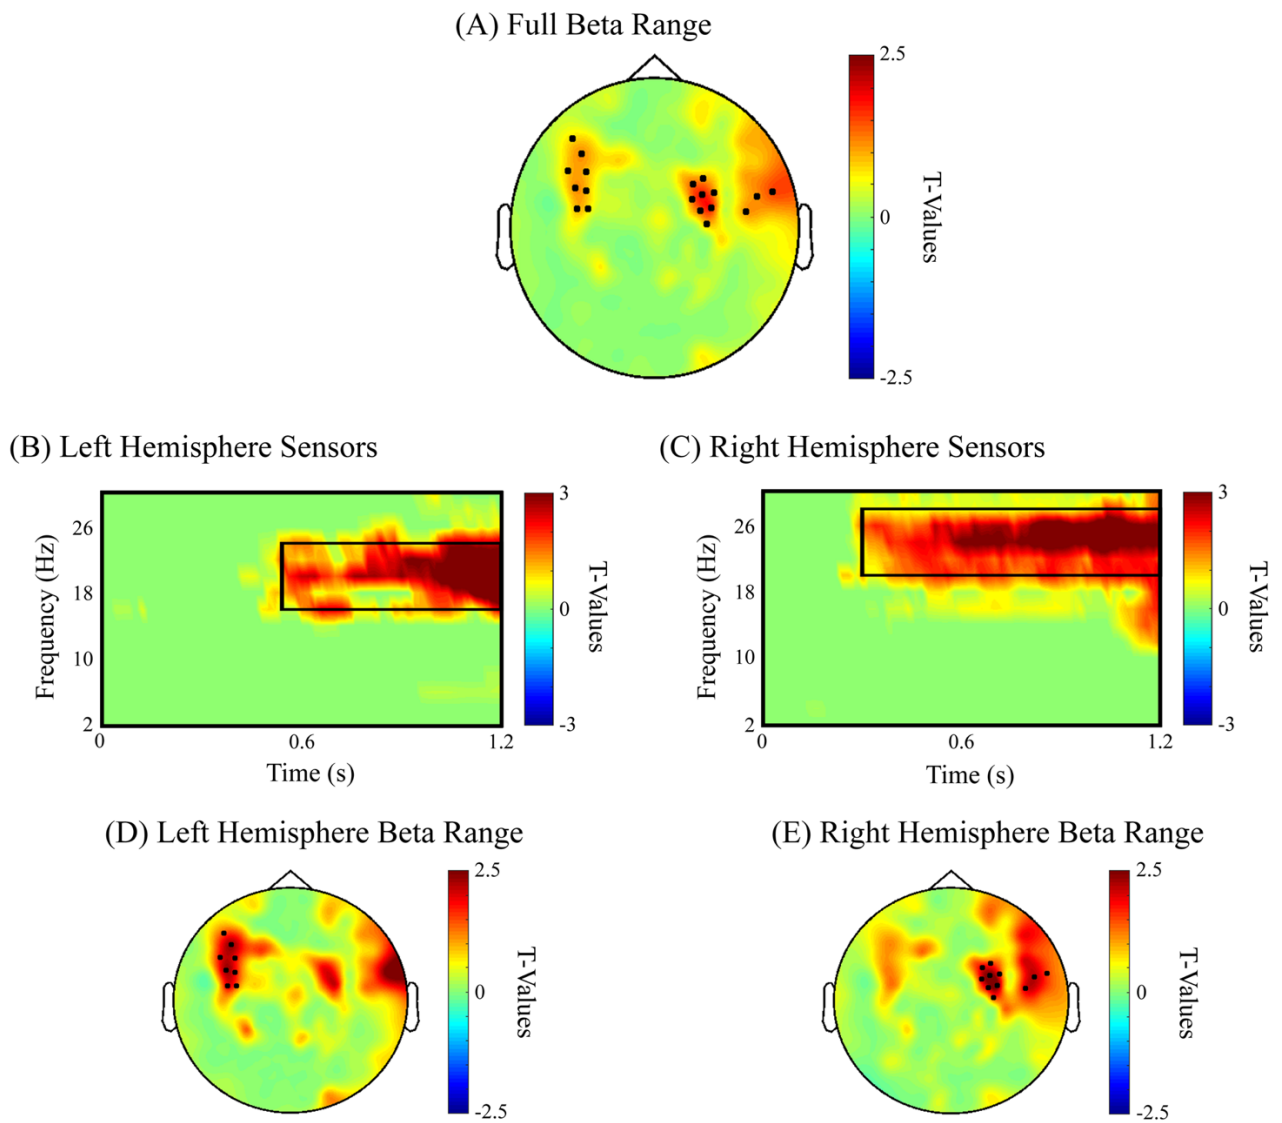 (A) Full Beta Range
2.5
0
-2.5
T-Values
(B) Left Hemisphere Sensors
26
18
10
2
Frequency (Hz)
0
0.6
1.2
Time (s)
3
0
-3
T-Values
(C) Right Hemisphere Sensors
26
18
10
2
Frequency (Hz)
0
0.6
1.2
Time (s)
3
0
-3
T-Values
(D) Left Hemisphere Beta Range
2.5
0
-2.5
T-Values
(E) Right Hemisphere Beta Range
2.5
0
-2.5
T-Values